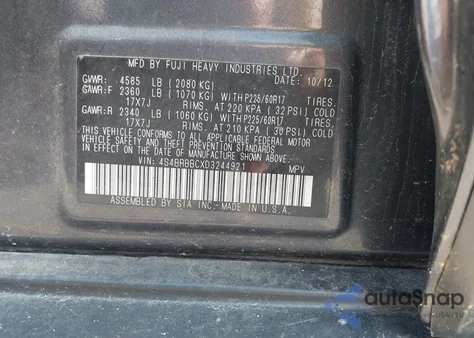 MFD BY FUJI HEAVY INDUSTRIES LTD. DATE: 10/12
GVWR: 4585 LB (2080 KG)
GAWR:F 2360 LB (1070 KG) WITH P225/60R17 TIRES.
17X7J RIMS. AT 220 KPA ( 32 PSI) COLD
GAWR:R 2340 LB (1060 KG) WITH P225/60R17 TIRES.
17X7J RIMS. AT 210 KPA ( 30 PSI) COLD
THIS VEHICLE CONFORMS TO ALL APPLICABLE FEDERAL MOTOR
VEHICLE SAFETY STANDARDS
IN EFFECT ON THE DATE OF MANUFACTURE SHOWN ABOVE.
VIN: 4S4BRBBCXD3244921 MPV
ASSEMBLED BY SIA INC.-MADE IN U.S.A.
autoSnap